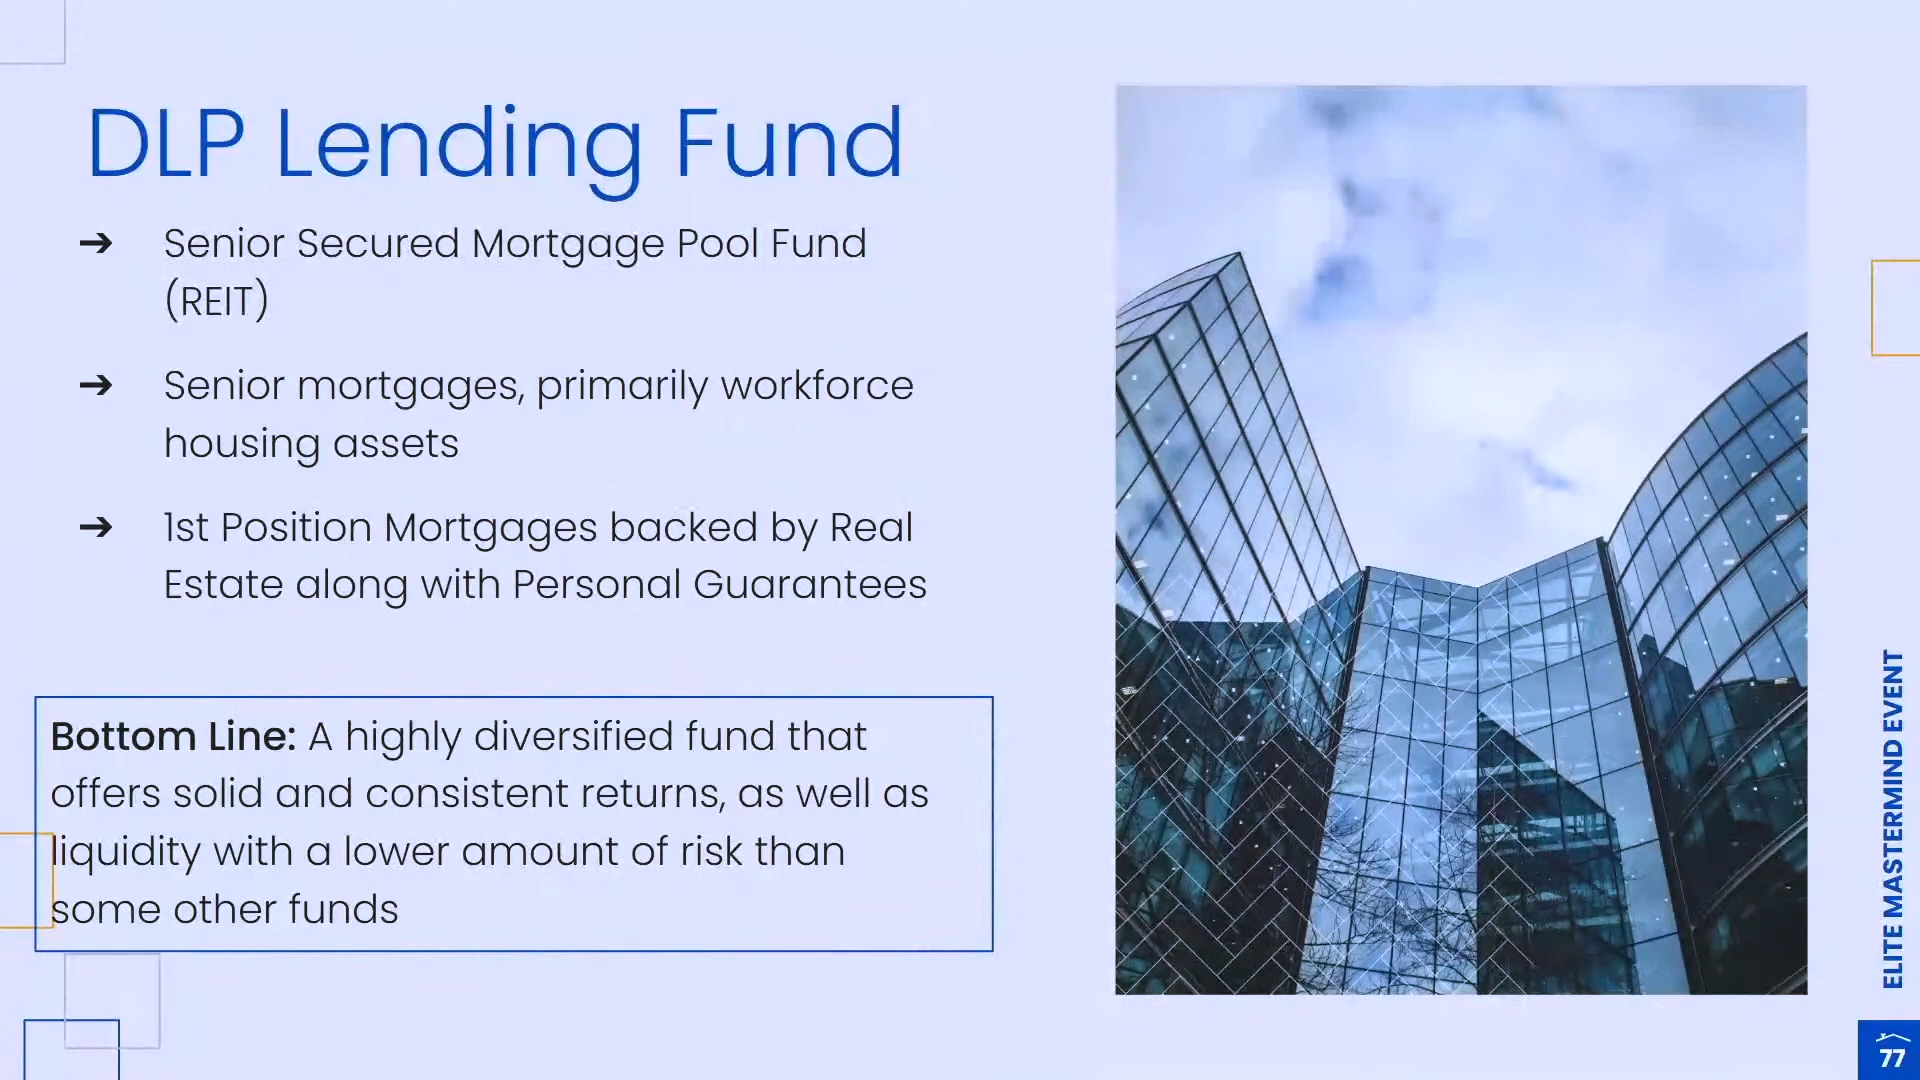 DLP Lending Fund
➔ Senior Secured Mortgage Pool Fund
(REIT)
➔ Senior mortgages, primarily workforce
housing assets
➔ 1st Position Mortgages backed by Real
Estate along with Personal Guarantees
Bottom Line: A highly diversified fund that
offers solid and consistent returns, as well as
liquidity with a lower amount of risk than
some other funds
ELITE MASTERMIND EVENT
77